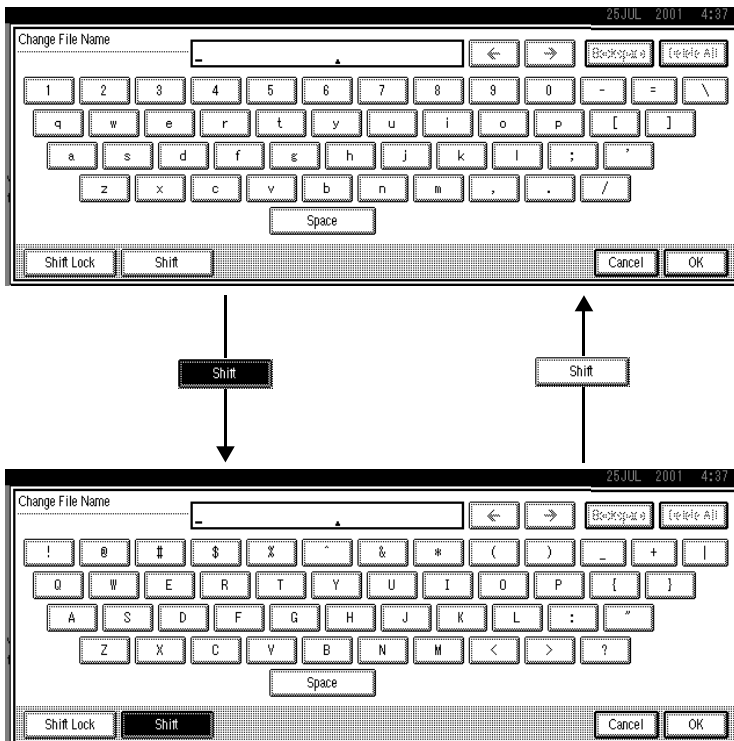 25JUL 2001 4:37
Change File Name
← → Backspace Delete All
1 2 3 4 5 6 7 8 9 0 - = \
q w e r t y u i o p [ ]
a s d f g h j k l ; '
z x c v b n m , . /
Space
Shift Lock Shift Cancel OK
Shift Shift
25JUL 2001 4:37
Change File Name
← → Backspace Delete All
! @ # $ % ^ & * ( ) _ + |
Q W E R T Y U I O P { }
A S D F G H J K L : "
Z X C V B N M < > ?
Space
Shift Lock Shift Cancel OK